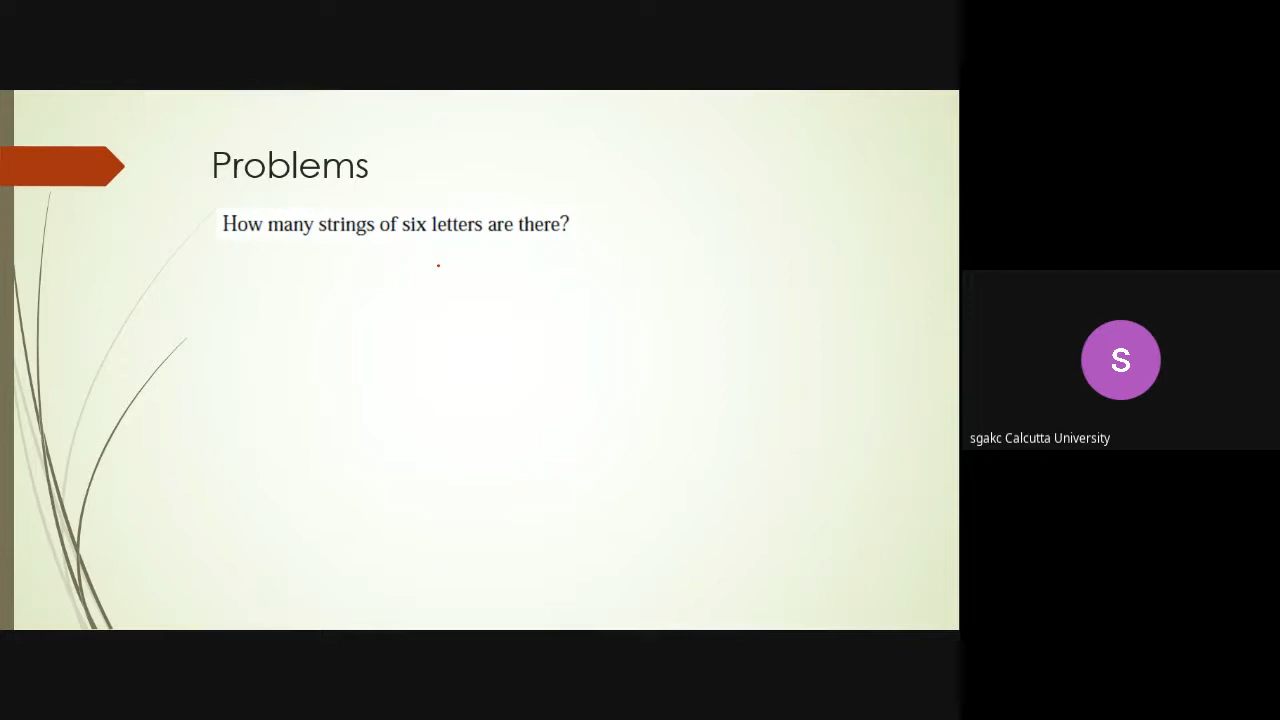 Problems
How many strings of six letters are there?
S
sgakc Calcutta University